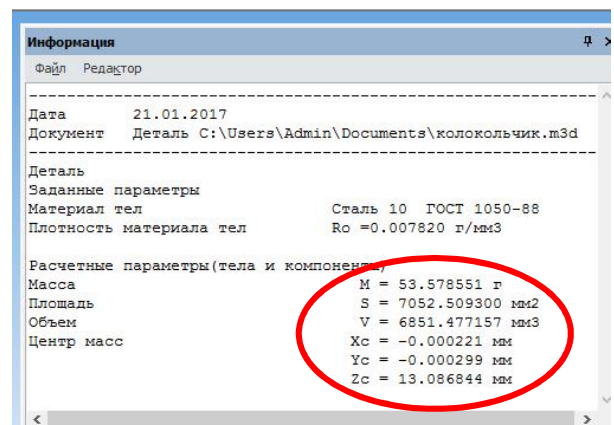 Информация
Файл Редактор
Дата 21.01.2017
Документ Деталь C:\Users\Admin\Documents\колокольчик.m3d
Деталь
Заданные параметры
Материал тел Сталь 10 ГОСТ 1050-88
Плотность материала тел Ro =0.007820 г/мм3
Расчетные параметры(тела и компоненты)
Масса M = 53.578551 г
Площадь S = 7052.509300 мм2
Объем V = 6851.477157 мм3
Центр масс Xc = -0.000221 мм
Yc = -0.000299 мм
Zc = 13.086844 мм